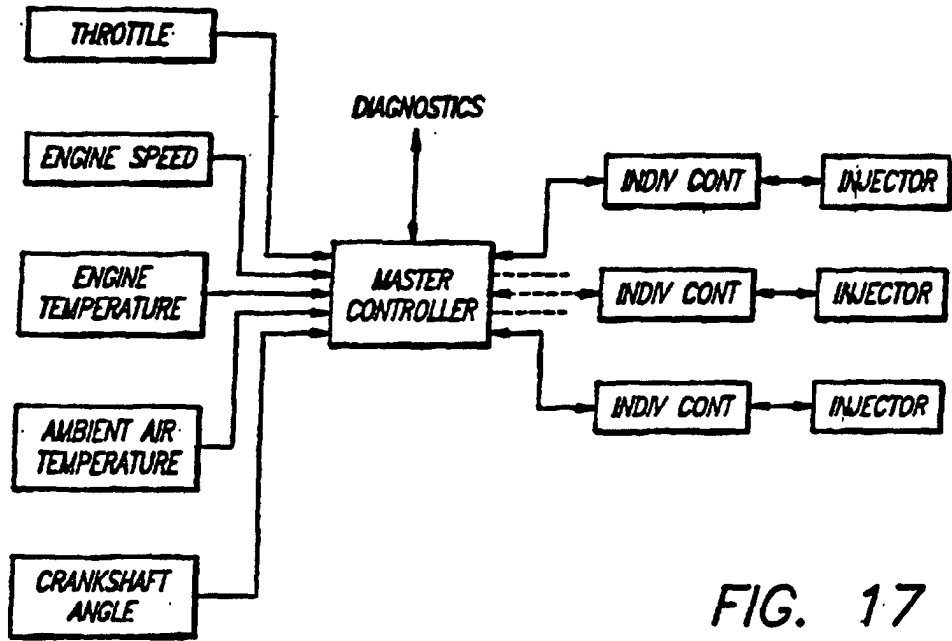 THROTTLE
ENGINE SPEED
ENGINE
TEMPERATURE
AMBIENT AIR
TEMPERATURE
CRANKSHAFT
ANGLE
DIAGNOSTICS
MASTER
CONTROLLER
INDIV CONT
INJECTOR
INDIV CONT
INJECTOR
INDIV CONT
INJECTOR
FIG. 17